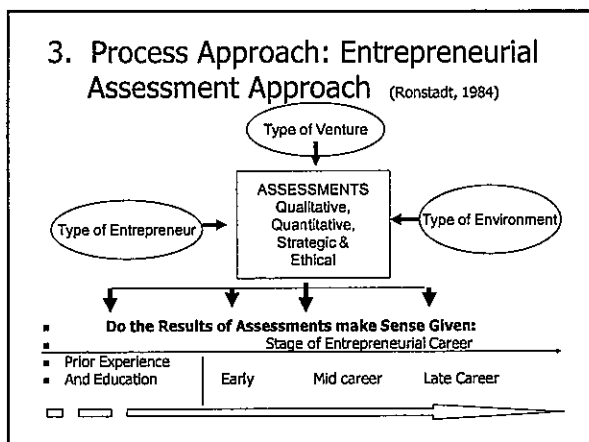 3. Process Approach: Entrepreneurial
Assessment Approach (Ronstadt, 1984)
Type of Venture
ASSESSMENTS
Qualitative,
Quantitative,
Strategic &
Ethical
Type of Entrepreneur
Type of Environment
▪ Do the Results of Assessments make Sense Given:
▪ Stage of Entrepreneurial Career
▪ Prior Experience
▪ And Education Early Mid career Late Career